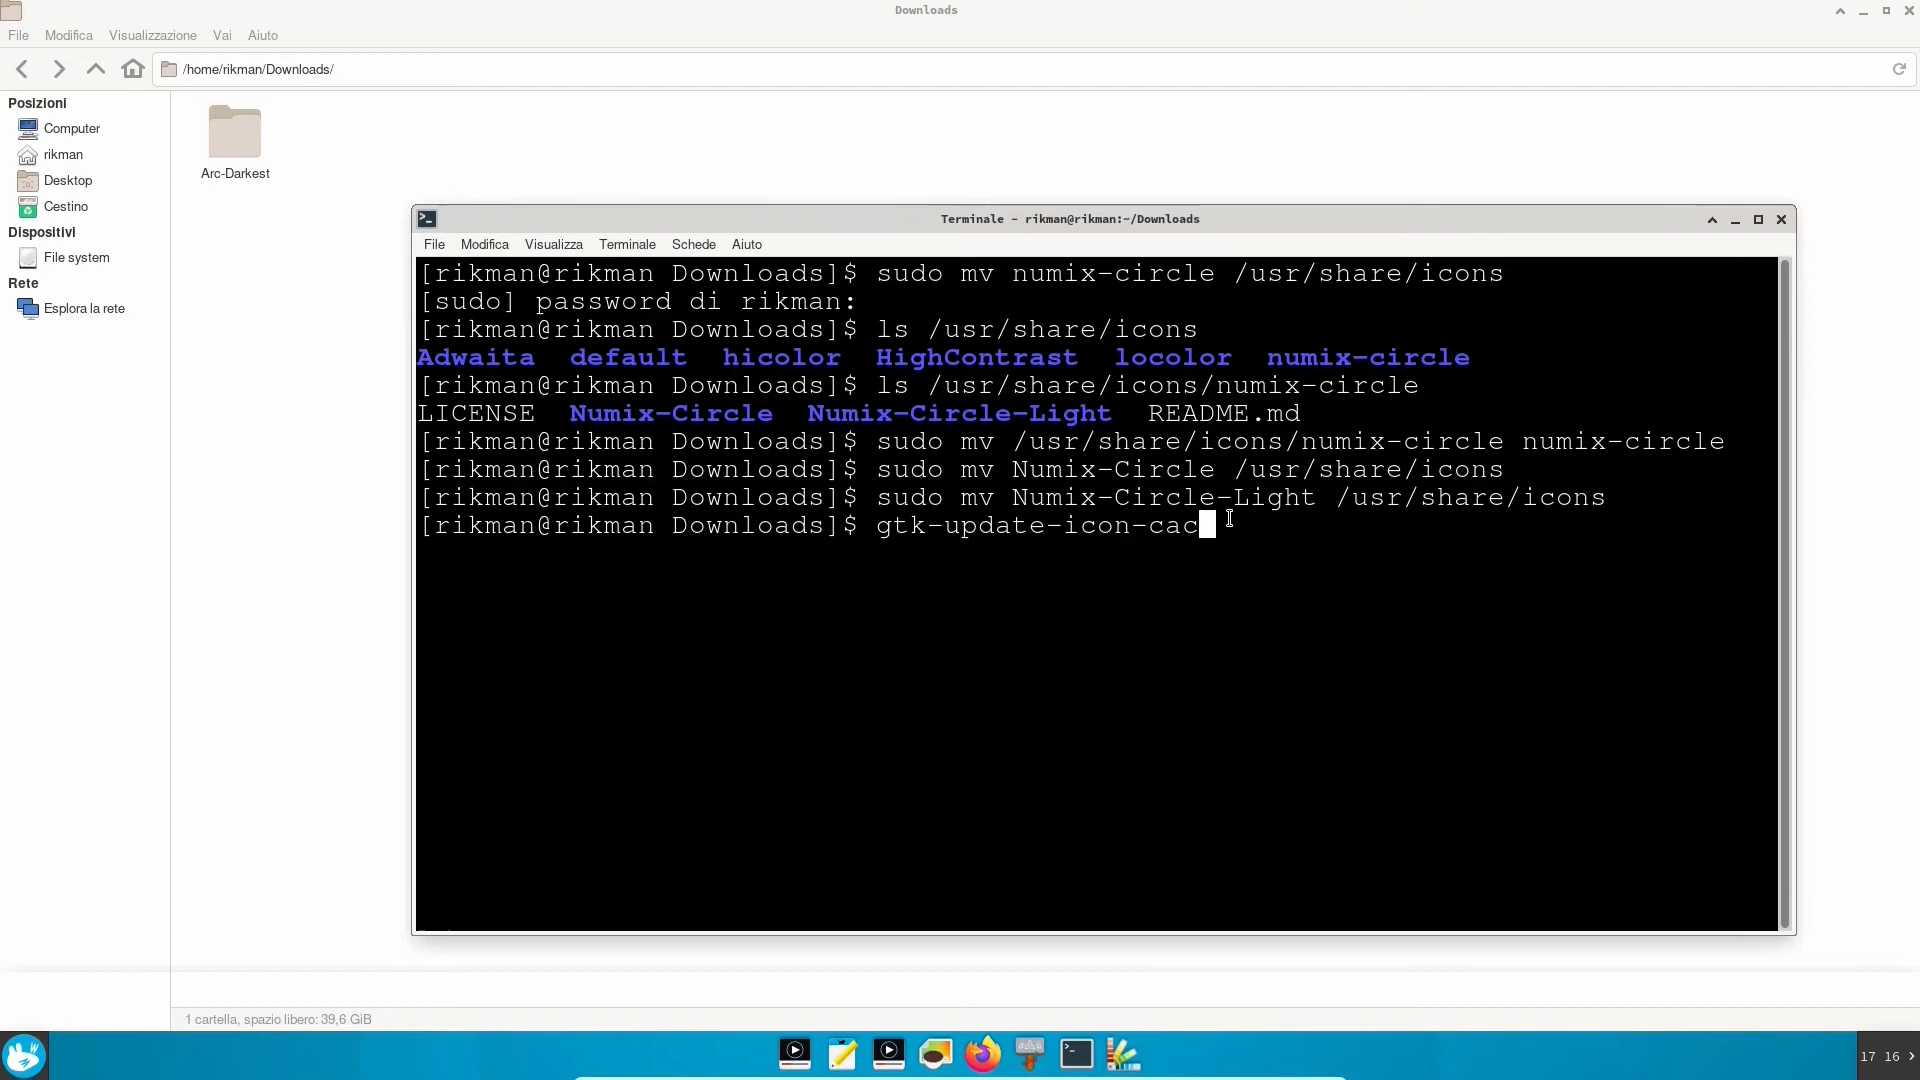 Downloads
File Modifica Visualizzazione Vai Aiuto
/home/rikman/Downloads/
Posizioni
Computer
rikman
Desktop
Cestino
Dispositivi
File system
Rete
Esplora la rete
Arc-Darkest
Terminale - rikman@rikman:~/Downloads
File Modifica Visualizza Terminale Schede Aiuto
[rikman@rikman Downloads]$ sudo mv numix-circle /usr/share/icons
[sudo] password di rikman:
[rikman@rikman Downloads]$ ls /usr/share/icons
Adwaita default hicolor HighContrast locolor numix-circle
[rikman@rikman Downloads]$ ls /usr/share/icons/numix-circle
LICENSE Numix-Circle Numix-Circle-Light README.md
[rikman@rikman Downloads]$ sudo mv /usr/share/icons/numix-circle numix-circle
[rikman@rikman Downloads]$ sudo mv Numix-Circle /usr/share/icons
[rikman@rikman Downloads]$ sudo mv Numix-Circle-Light /usr/share/icons
[rikman@rikman Downloads]$ gtk-update-icon-cac
1 cartella, spazio libero: 39,6 GiB
17 16